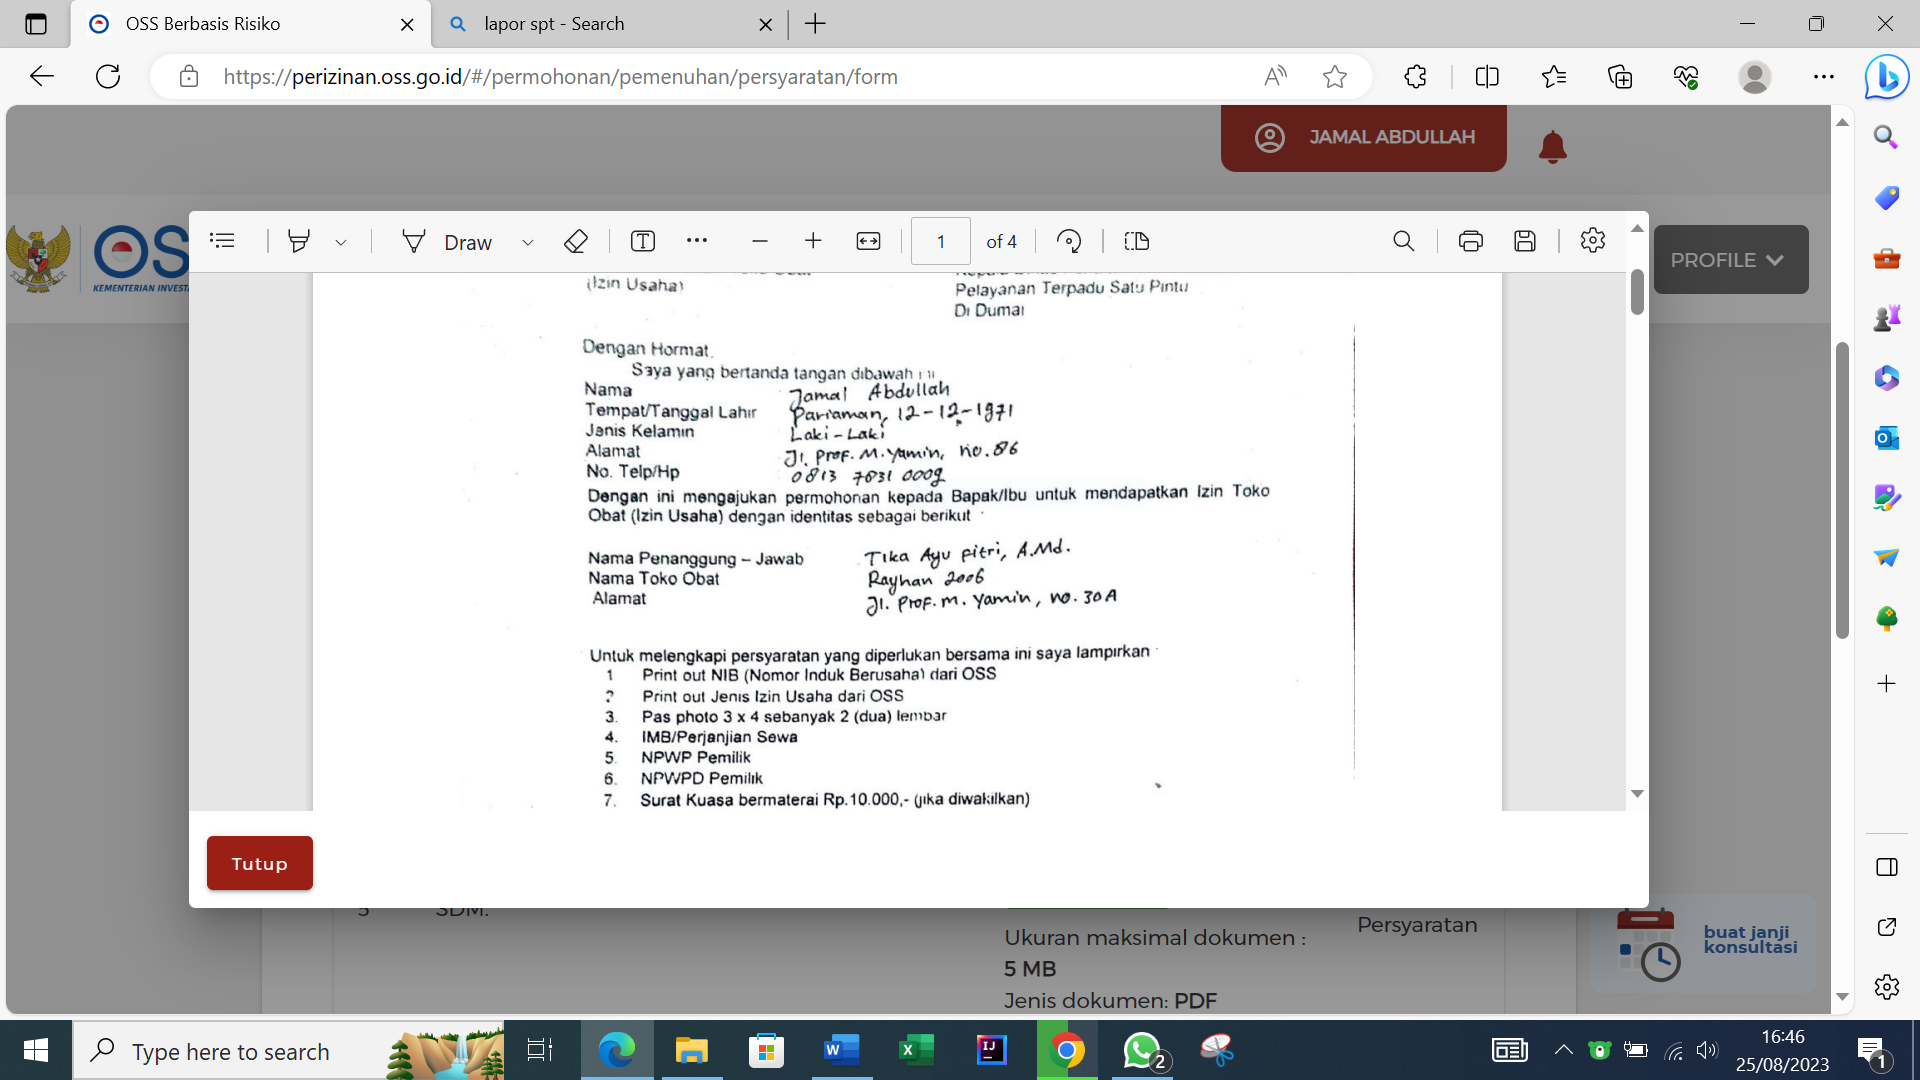 OSS Berbasis Risiko
lapor spt - Search
https://perizinan.oss.go.id/#/permohonan/pemenuhan/persyaratan/form
JAMAL ABDULLAH
OSS
KEMENTERIAN INVEST
PROFILE
Draw
1 of 4
(Izin Usaha)
Pelayanan Terpadu Satu Pintu
Di Dumai
Dengan Hormat,
Saya yang bertanda tangan dibawah ini
Nama Jamal Abdullah
Tempat/Tanggal Lahir Pariaman, 12-12-1971
Jenis Kelamin Laki-Laki
Alamat Jl. Prof. M. Yamin, no. 86
No. Telp/Hp 0813 7831 0009
Dengan ini mengajukan permohonan kepada Bapak/Ibu untuk mendapatkan Izin Toko
Obat (Izin Usaha) dengan identitas sebagai berikut
Nama Penanggung – Jawab Tika Ayu Fitri, A.Md.
Nama Toko Obat Rayhan 2006
Alamat Jl. Prof. M. Yamin, no. 30A
Untuk melengkapi persyaratan yang diperlukan bersama ini saya lampirkan
1 Print out NIB (Nomor Induk Berusaha) dari OSS
2 Print out Jenis Izin Usaha dari OSS
3. Pas photo 3 x 4 sebanyak 2 (dua) lembar
4. IMB/Perjanjian Sewa
5. NPWP Pemilik
6. NPWPD Pemilik
7. Surat Kuasa bermaterai Rp.10.000,- (jika diwakilkan)
Tutup
5 SDM.
Persyaratan
Ukuran maksimal dokumen :
5 MB
Jenis dokumen: PDF
buat janji
konsultasi
Type here to search
2
16:46
25/08/2023
1